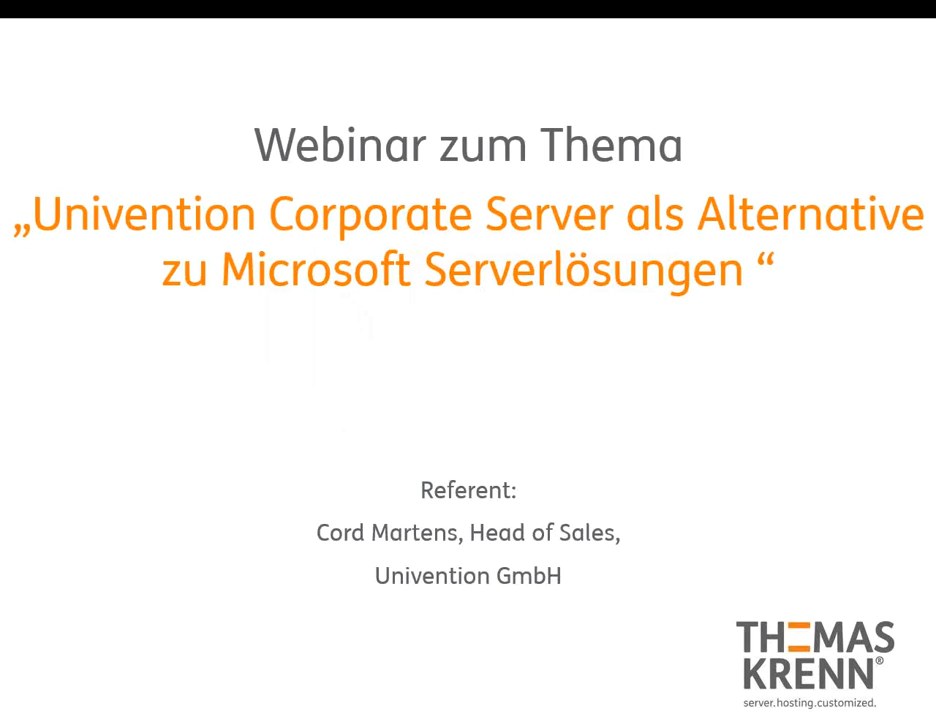 Webinar zum Thema
„Univention Corporate Server als Alternative
zu Microsoft Serverlösungen “
Referent:
Cord Martens, Head of Sales,
Univention GmbH
THOMAS
KRENN®
server.hosting.customized.